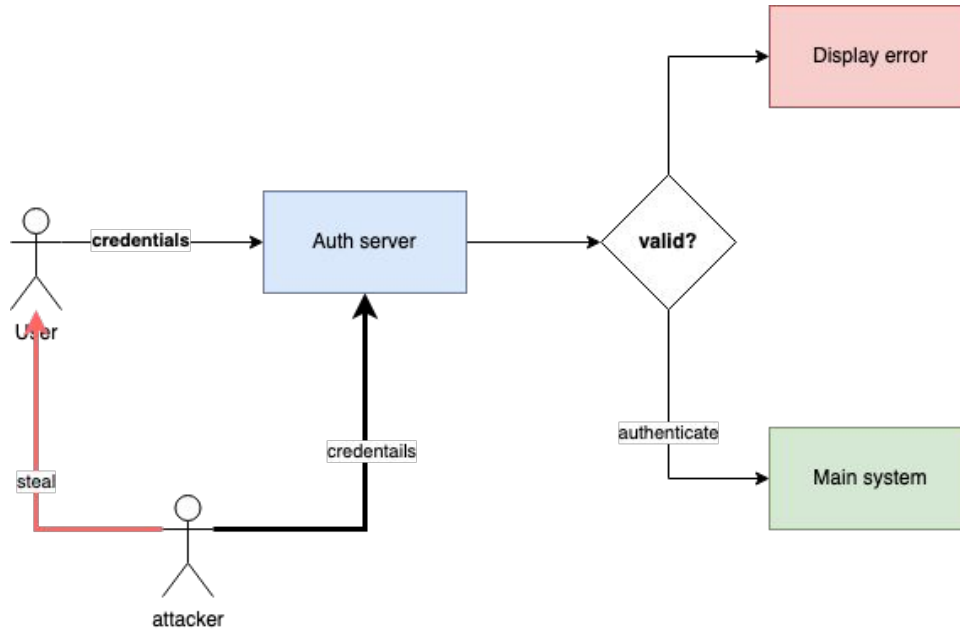 Display error
credentials
Auth server
valid?
User
credentails
authenticate
steal
Main system
attacker